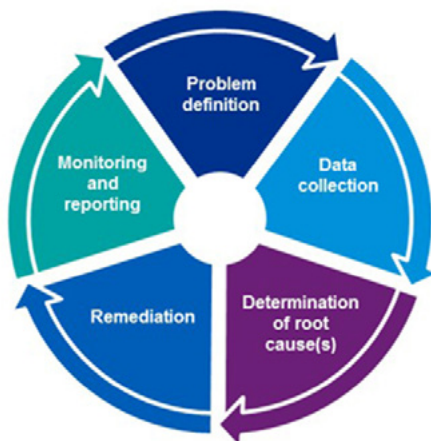 Problem
definition
Data
collection
Determination
of root
cause(s)
Remediation
Monitoring
and
reporting